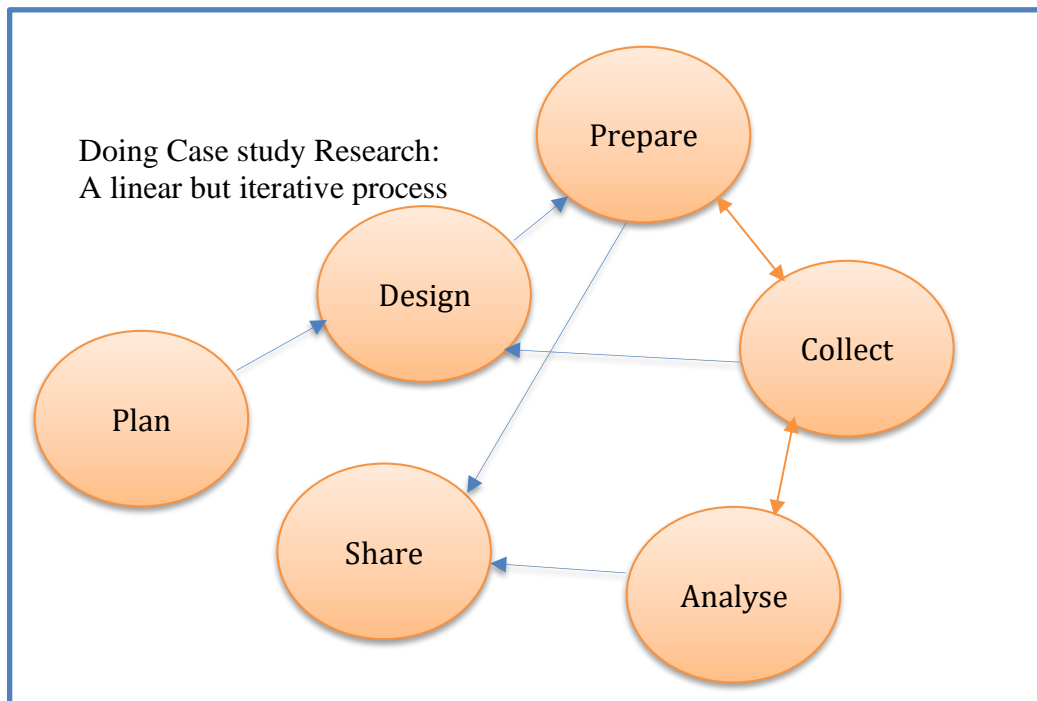 Doing Case study Research:
A linear but iterative process
Prepare
Design
Collect
Plan
Share
Analyse